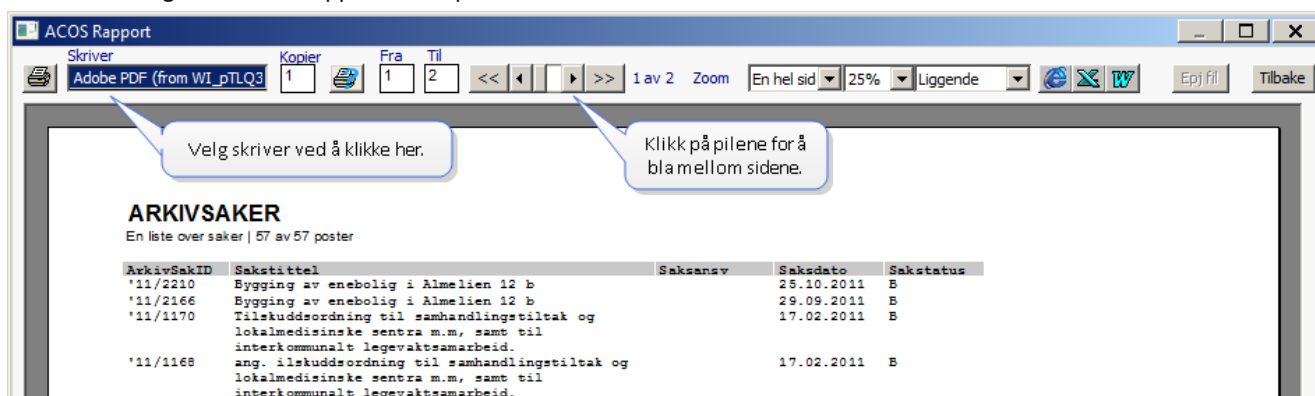 ACOS Rapport
Skriver Kopier Fra Til
Adobe PDF (from WI_pTLQ3 1 1 2 << >> 1 av 2 Zoom En hel sid 25% Liggende Epj fil Tilbake
Velg skriver ved å klikke her.
Klikk på pilene for å
bla mellom sidene.
ARKIVSAKER
En liste over saker | 57 av 57 poster
ArkivSakID Sakstittel Saksansv Saksdato Sakstatus
'11/2210 Bygging av enebolig i Almelien 12 b 25.10.2011 B
'11/2166 Bygging av enebolig i Almelien 12 b 29.09.2011 B
'11/1170 Tilskuddsordning til samhandlingstiltak og 17.02.2011 B
lokalmedisinske sentra m.m, samt til
interkommunalt legevaktsamarbeid.
'11/1168 ang. ilskuddsordning til samhandlingstiltak og 17.02.2011 B
lokalmedisinske sentra m.m, samt til
interkommunalt legevaktsamarbeid.